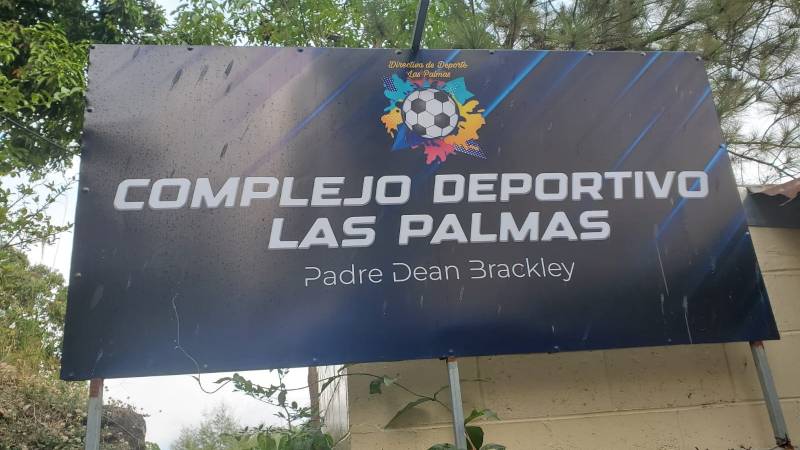 Directiva de Deporte
Las Palmas
COMPLEJO DEPORTIVO
LAS PALMAS
Padre Dean Brackley